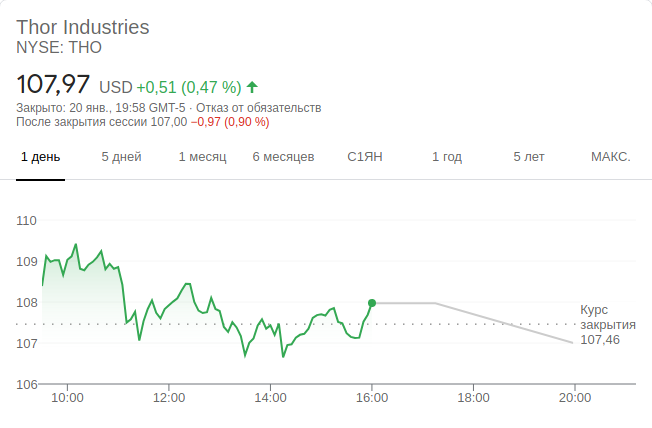 Thor Industries
NYSE: THO
107,97 USD +0,51 (0,47 %)
Закрыто: 20 янв., 19:58 GMT-5 · Отказ от обязательств
После закрытия сессии 107,00 −0,97 (0,90 %)
1 день 5 дней 1 месяц 6 месяцев С1ЯН 1 год 5 лет МАКС.
110
109
108
107
106
Курс
закрытия
107,46
10:00 12:00 14:00 16:00 18:00 20:00